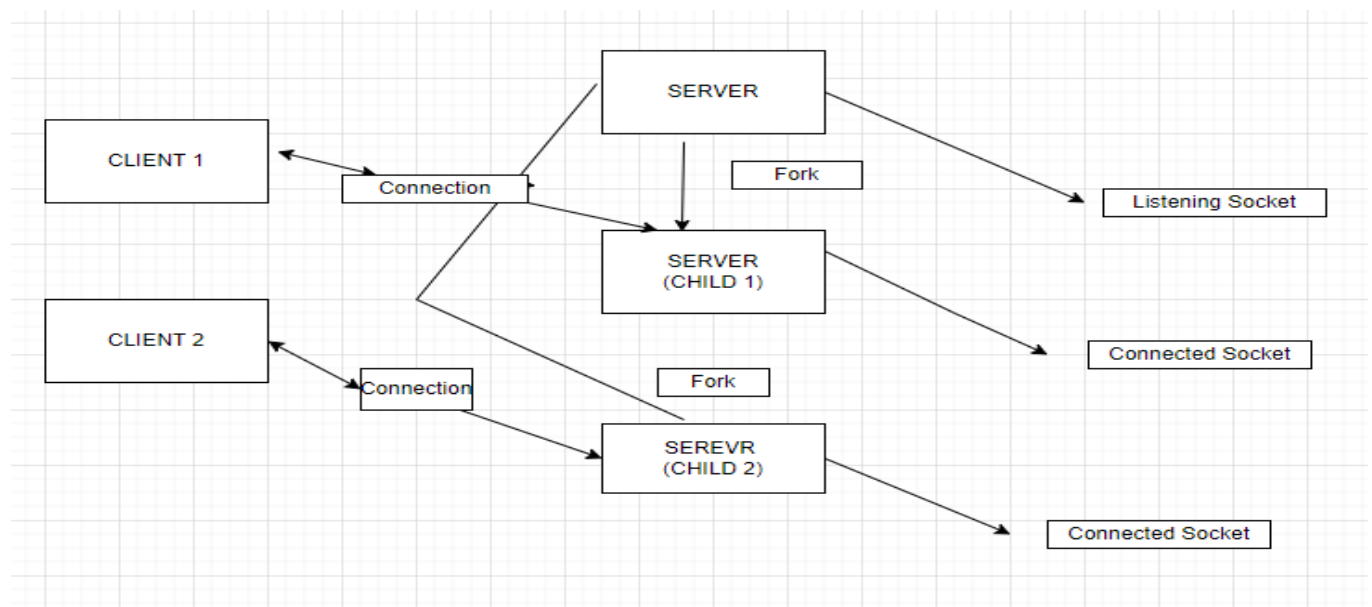 SERVER
CLIENT 1
Fork
Connection
Listening Socket
SERVER
(CHILD 1)
CLIENT 2
Connected Socket
Connection
Fork
SEREVR
(CHILD 2)
Connected Socket